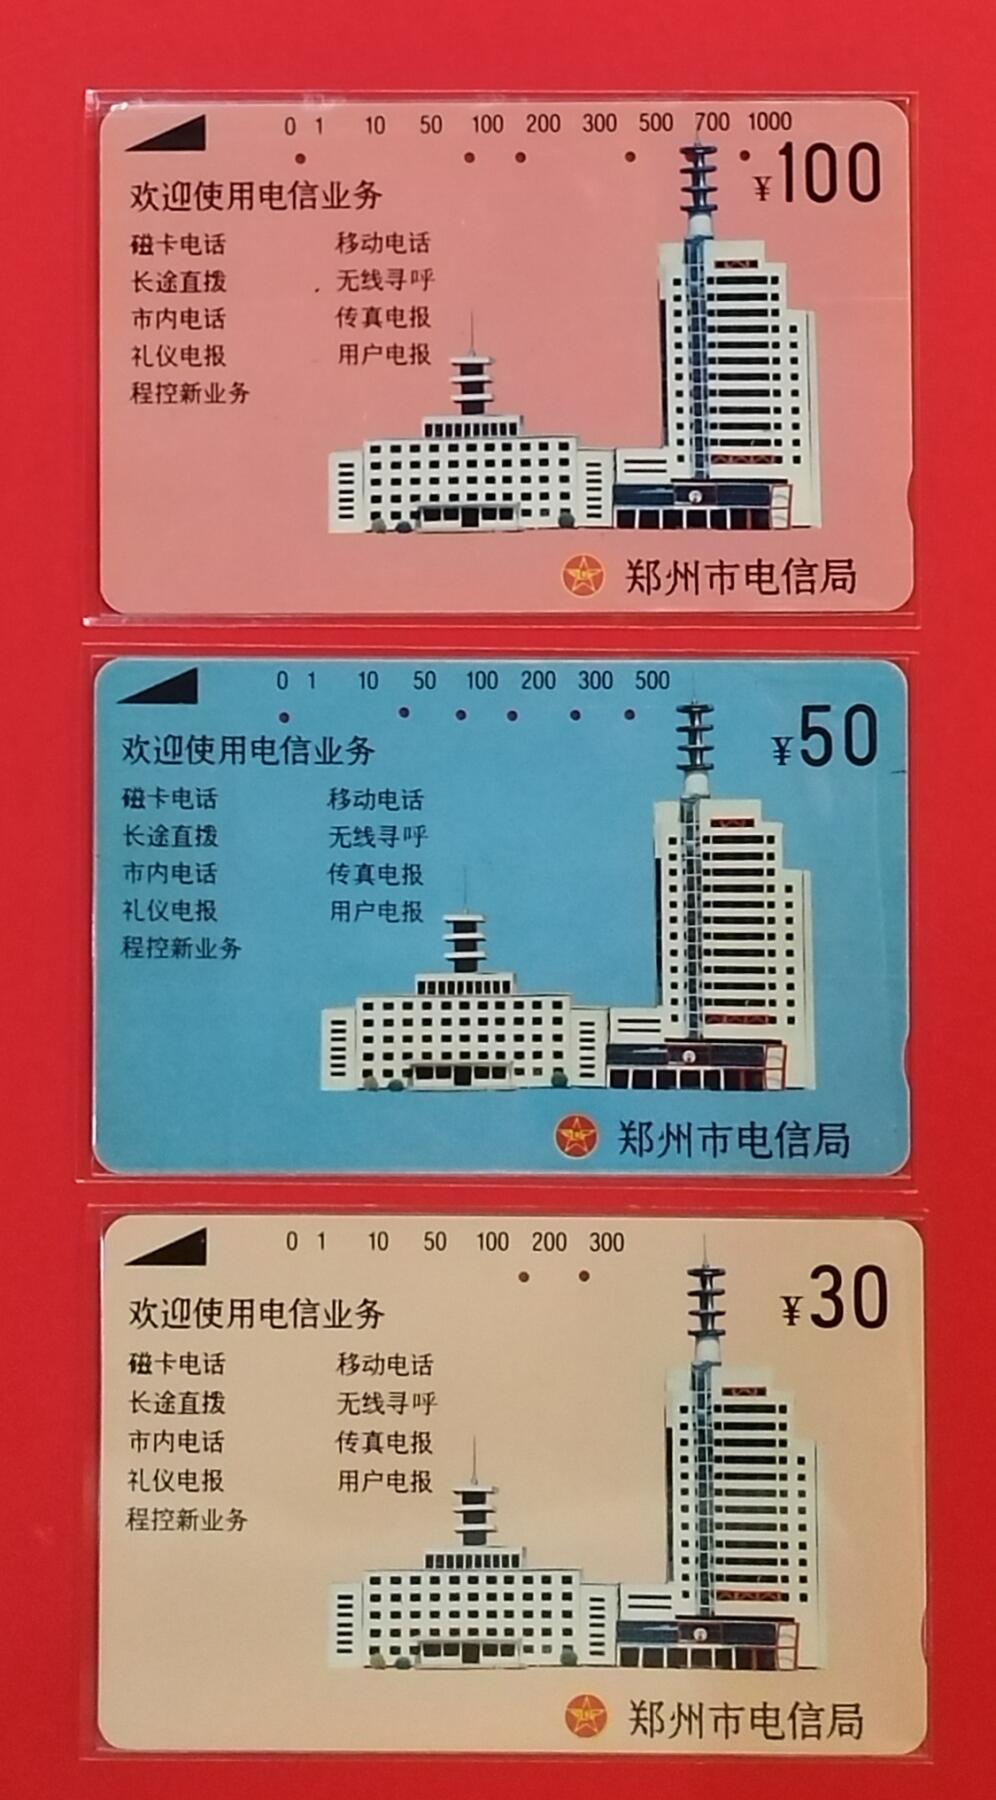 0 1 10 50 100 200 300 500 700 1000
¥100
欢迎使用电信业务
磁卡电话 移动电话
长途直拨 无线寻呼
市内电话 传真电报
礼仪电报 用户电报
程控新业务
郑州市电信局
0 1 10 50 100 200 300 500
¥50
欢迎使用电信业务
磁卡电话 移动电话
长途直拨 无线寻呼
市内电话 传真电报
礼仪电报 用户电报
程控新业务
郑州市电信局
0 1 10 50 100 200 300
¥30
欢迎使用电信业务
磁卡电话 移动电话
长途直拨 无线寻呼
市内电话 传真电报
礼仪电报 用户电报
程控新业务
郑州市电信局